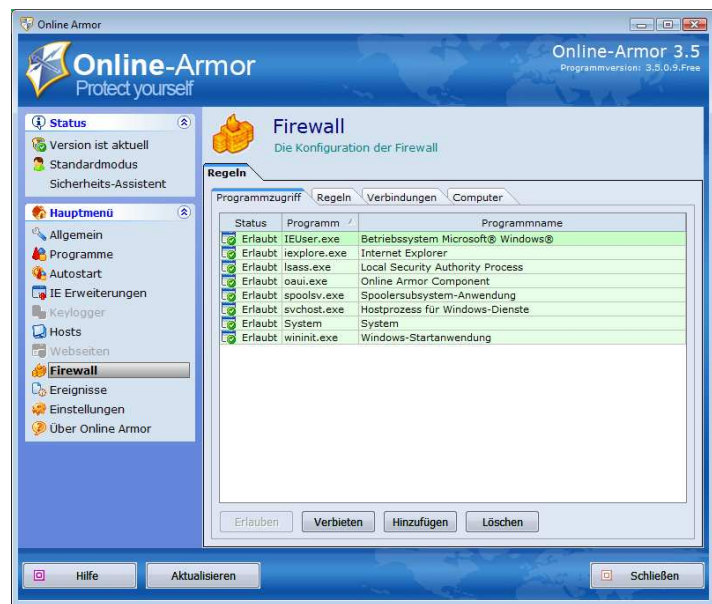 Online Armor
Online-Armor
Protect yourself
Online-Armor 3.5
Programmversion: 3.5.0.9.Free
Status
Version ist aktuell
Standardmodus
Sicherheits-Assistent
Hauptmenü
Allgemein
Programme
Autostart
IE Erweiterungen
Keylogger
Hosts
Webseiten
Firewall
Ereignisse
Einstellungen
Über Online Armor
Firewall
Die Konfiguration der Firewall
Regeln
Programmzugriff Regeln Verbindungen Computer
Status Programm Programmname
Erlaubt IEUser.exe Betriebssystem Microsoft® Windows®
Erlaubt iexplore.exe Internet Explorer
Erlaubt lsass.exe Local Security Authority Process
Erlaubt oaui.exe Online Armor Component
Erlaubt spoolsv.exe Spoolersubsystem-Anwendung
Erlaubt svchost.exe Hostprozess für Windows-Dienste
Erlaubt System System
Erlaubt wininit.exe Windows-Startanwendung
Erlauben Verbieten Hinzufügen Löschen
Hilfe Aktualisieren Schließen